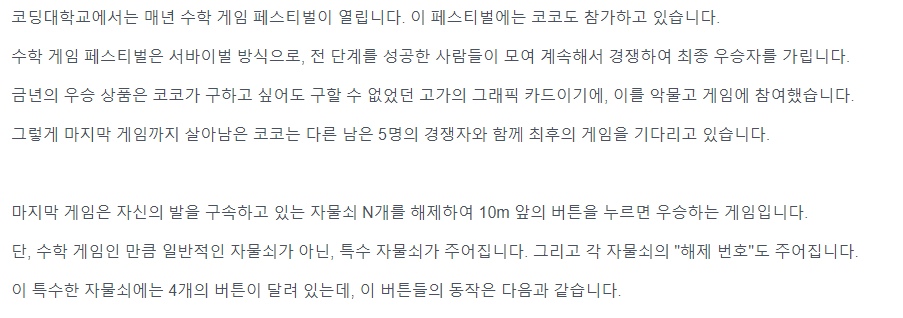 코딩대학교에서는 매년 수학 게임 페스티벌이 열립니다. 이 페스티벌에는 코코도 참가하고 있습니다.
수학 게임 페스티벌은 서바이벌 방식으로, 전 단계를 성공한 사람들이 모여 계속해서 경쟁하여 최종 우승자를 가립니다.
금년의 우승 상품은 코코가 구하고 싶어도 구할 수 없었던 고가의 그래픽 카드이기에, 이를 악물고 게임에 참여했습니다.
그렇게 마지막 게임까지 살아남은 코코는 다른 남은 5명의 경쟁자와 함께 최후의 게임을 기다리고 있습니다.
마지막 게임은 자신의 발을 구속하고 있는 자물쇠 N개를 해제하여 10m 앞의 버튼을 누르면 우승하는 게임입니다.
단, 수학 게임인 만큼 일반적인 자물쇠가 아닌, 특수 자물쇠가 주어집니다. 그리고 각 자물쇠의 "해제 번호"도 주어집니다.
이 특수한 자물쇠에는 4개의 버튼이 달려 있는데, 이 버튼들의 동작은 다음과 같습니다.